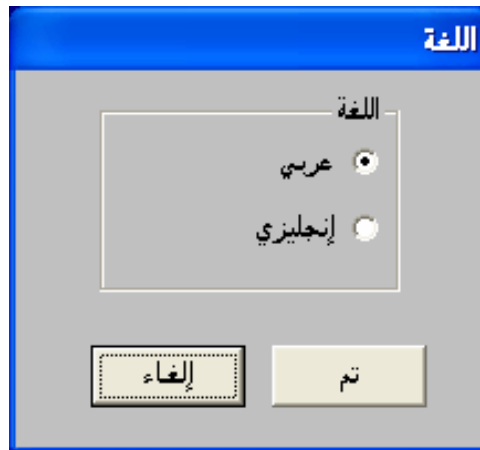 اللغة
اللغة
عربي
إنجليزي
تم
إلغاء